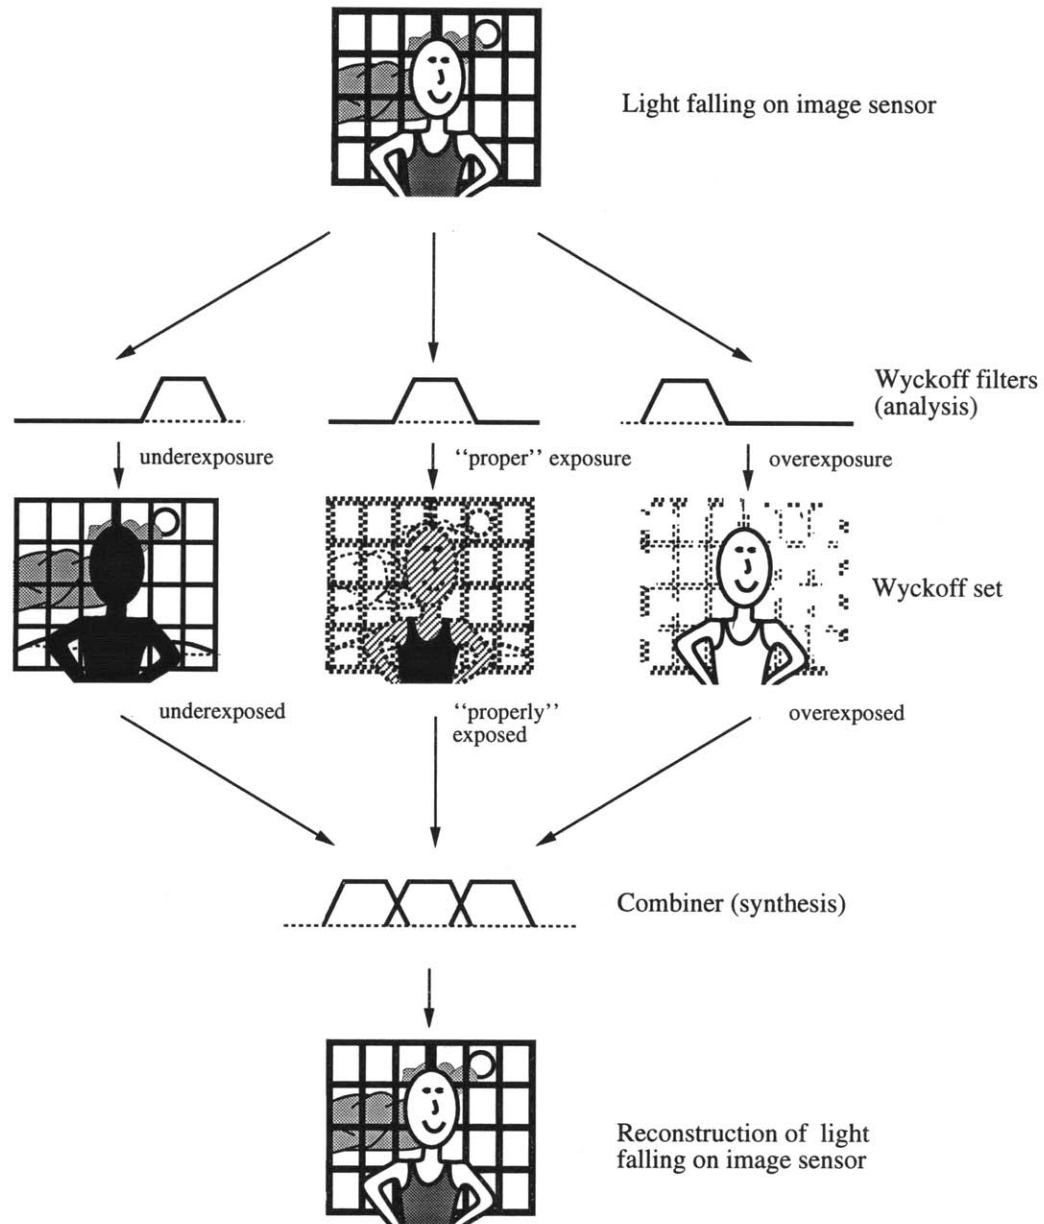 Light falling on image sensor
Wyckoff filters
(analysis)
underexposure
‘‘proper’’ exposure
overexposure
Wyckoff set
underexposed
‘‘properly’’
exposed
overexposed
Combiner (synthesis)
Reconstruction of light
falling on image sensor